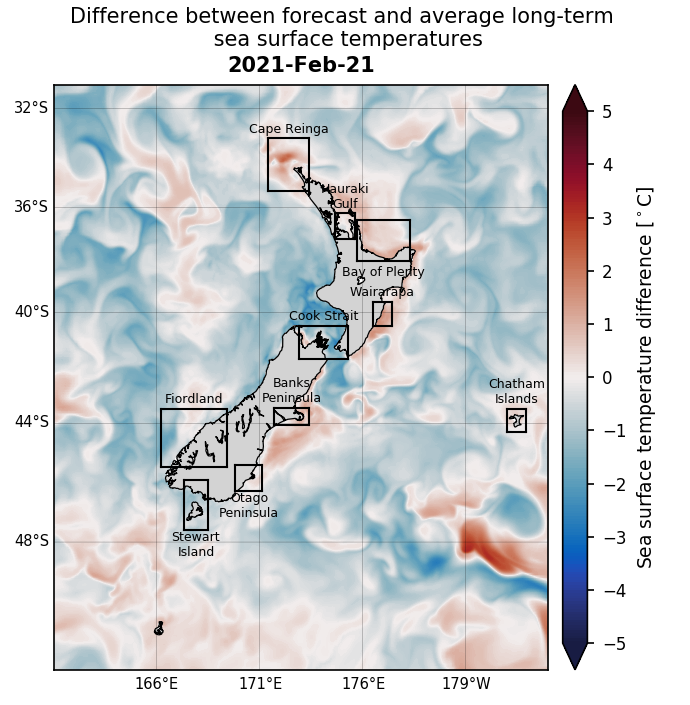 Difference between forecast and average long-term
sea surface temperatures
2021-Feb-21
32°S
36°S
40°S
44°S
48°S
166°E
171°E
176°E
179°W
Cape Reinga
Hauraki
Gulf
Bay of Plenty
Wairarapa
Cook Strait
Banks
Peninsula
Fiordland
Chatham
Islands
Otago
Peninsula
Stewart
Island
5
4
3
2
1
0
−1
−2
−3
−4
−5
Sea surface temperature difference [°C]